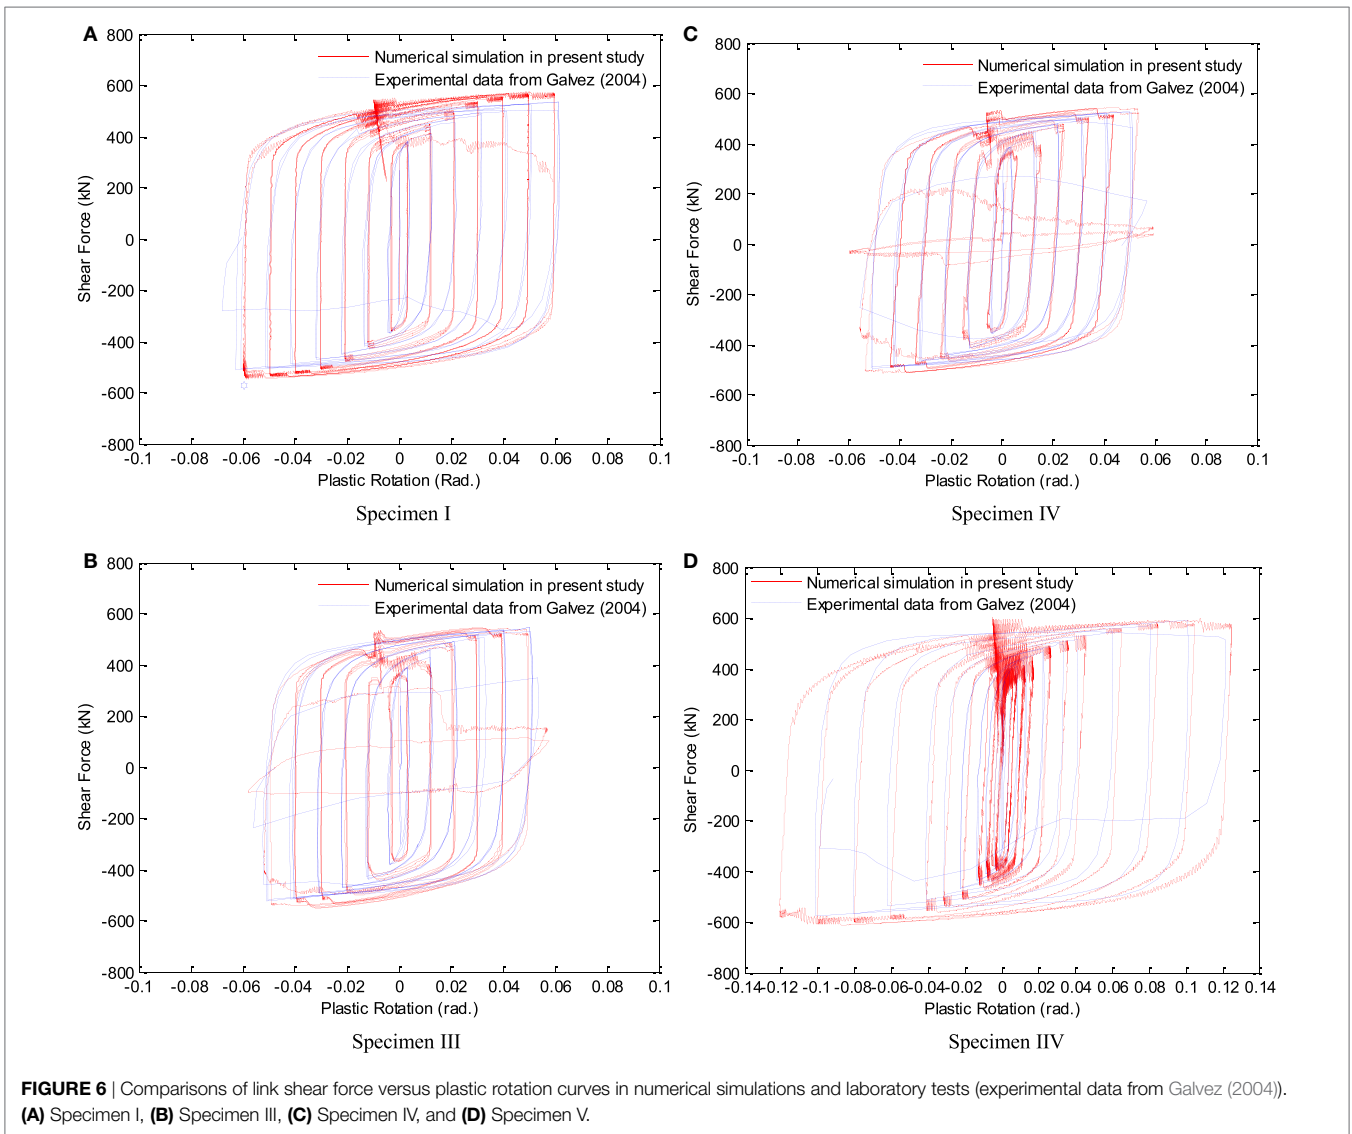 A
800
600
400
200
0
-200
-400
-600
-800
Shear Force (kN)
Numerical simulation in present study
Experimental data from Galvez (2004)
-0.1 -0.08 -0.06 -0.04 -0.02 0 0.02 0.04 0.06 0.08 0.1
Plastic Rotation (Rad.)
Specimen I
C
800
600
400
200
0
-200
-400
-600
-800
Shear Force (kN)
Numerical simulation in present study
Experimental data from Galvez (2004)
-0.1 -0.08 -0.06 -0.04 -0.02 0 0.02 0.04 0.06 0.08 0.1
Plastic Rotation (rad.)
Specimen IV
B
800
600
400
200
0
-200
-400
-600
-800
Shear Force (kN)
Numerical simulation in present study
Experimental data from Galvez (2004)
-0.1 -0.08 -0.06 -0.04 -0.02 0 0.02 0.04 0.06 0.08 0.1
Plastic Rotation (rad.)
Specimen III
D
800
600
400
200
0
-200
-400
-600
-800
Shear Force (kN)
Numerical simulation in present study
Experimental data from Galvez (2004)
-0.14 -0.12 -0.1 -0.08 -0.06 -0.04 -0.02 0 0.02 0.04 0.06 0.08 0.1 0.12 0.14
Plastic Rotation (rad.)
Specimen IIV
FIGURE 6 | Comparisons of link shear force versus plastic rotation curves in numerical simulations and laboratory tests (experimental data from Galvez (2004)).
(A) Specimen I, (B) Specimen III, (C) Specimen IV, and (D) Specimen V.